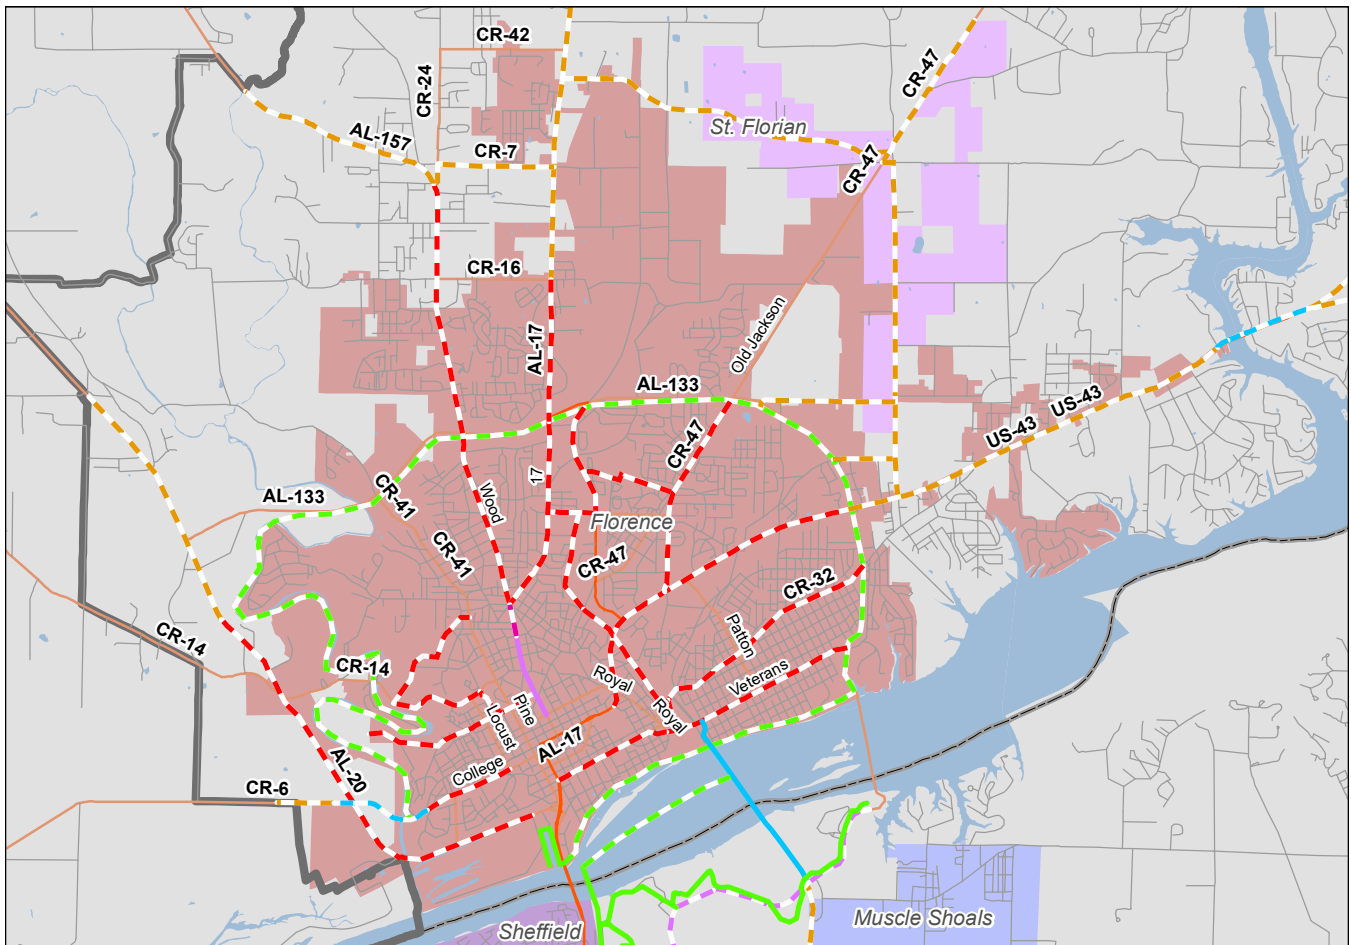 CR-42
CR-47
CR-24
AL-157
St. Florian
CR-7
CR-47
CR-16
Old Jackson
AL-17
AL-133
US-43
US-43
CR-47
17
Wood
AL-133
CR-41
Florence
CR-41
CR-47
CR-32
CR-14
Patton
CR-14
Royal
Veterans
Pine
Royal
Locust
AL-17
AL-20
College
CR-6
Muscle Shoals
Sheffield